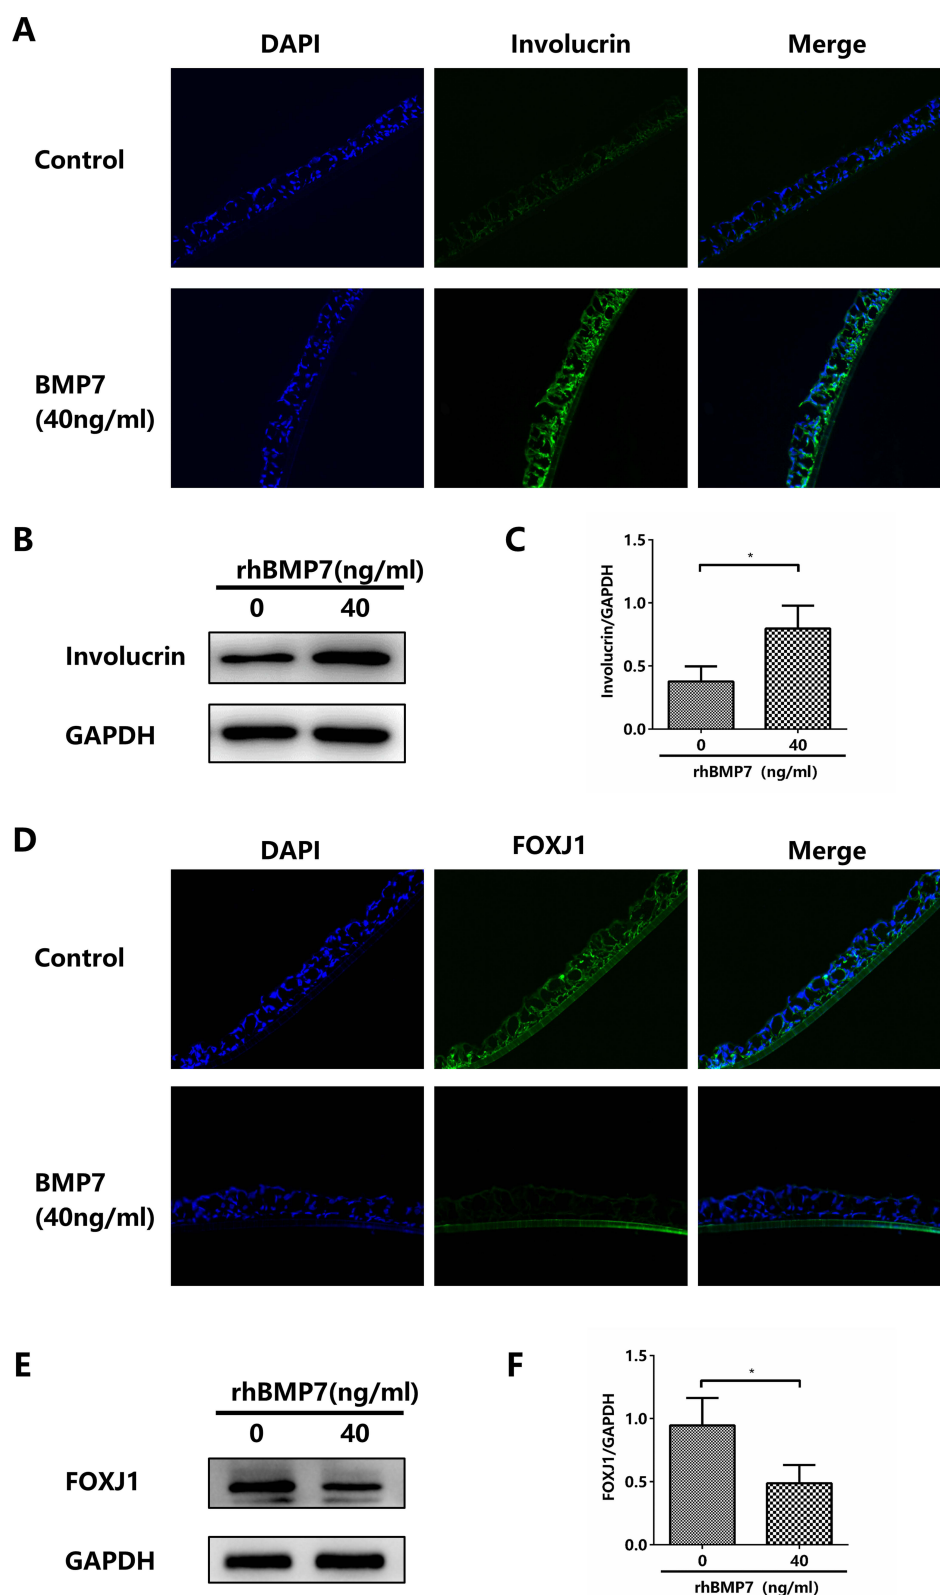 A
DAPI Involucrin Merge
Control
BMP7
(40ng/ml)
B
rhBMP7(ng/ml)
0 40
Involucrin
GAPDH
C
Involucrin/GAPDH
1.5
1.0
0.5
0.0
*
0 40
rhBMP7 (ng/ml)
D
DAPI FOXJ1 Merge
Control
BMP7
(40ng/ml)
E
rhBMP7(ng/ml)
0 40
FOXJ1
GAPDH
F
FOXJ1/GAPDH
1.5
1.0
0.5
0.0
*
0 40
rhBMP7 (ng/ml)